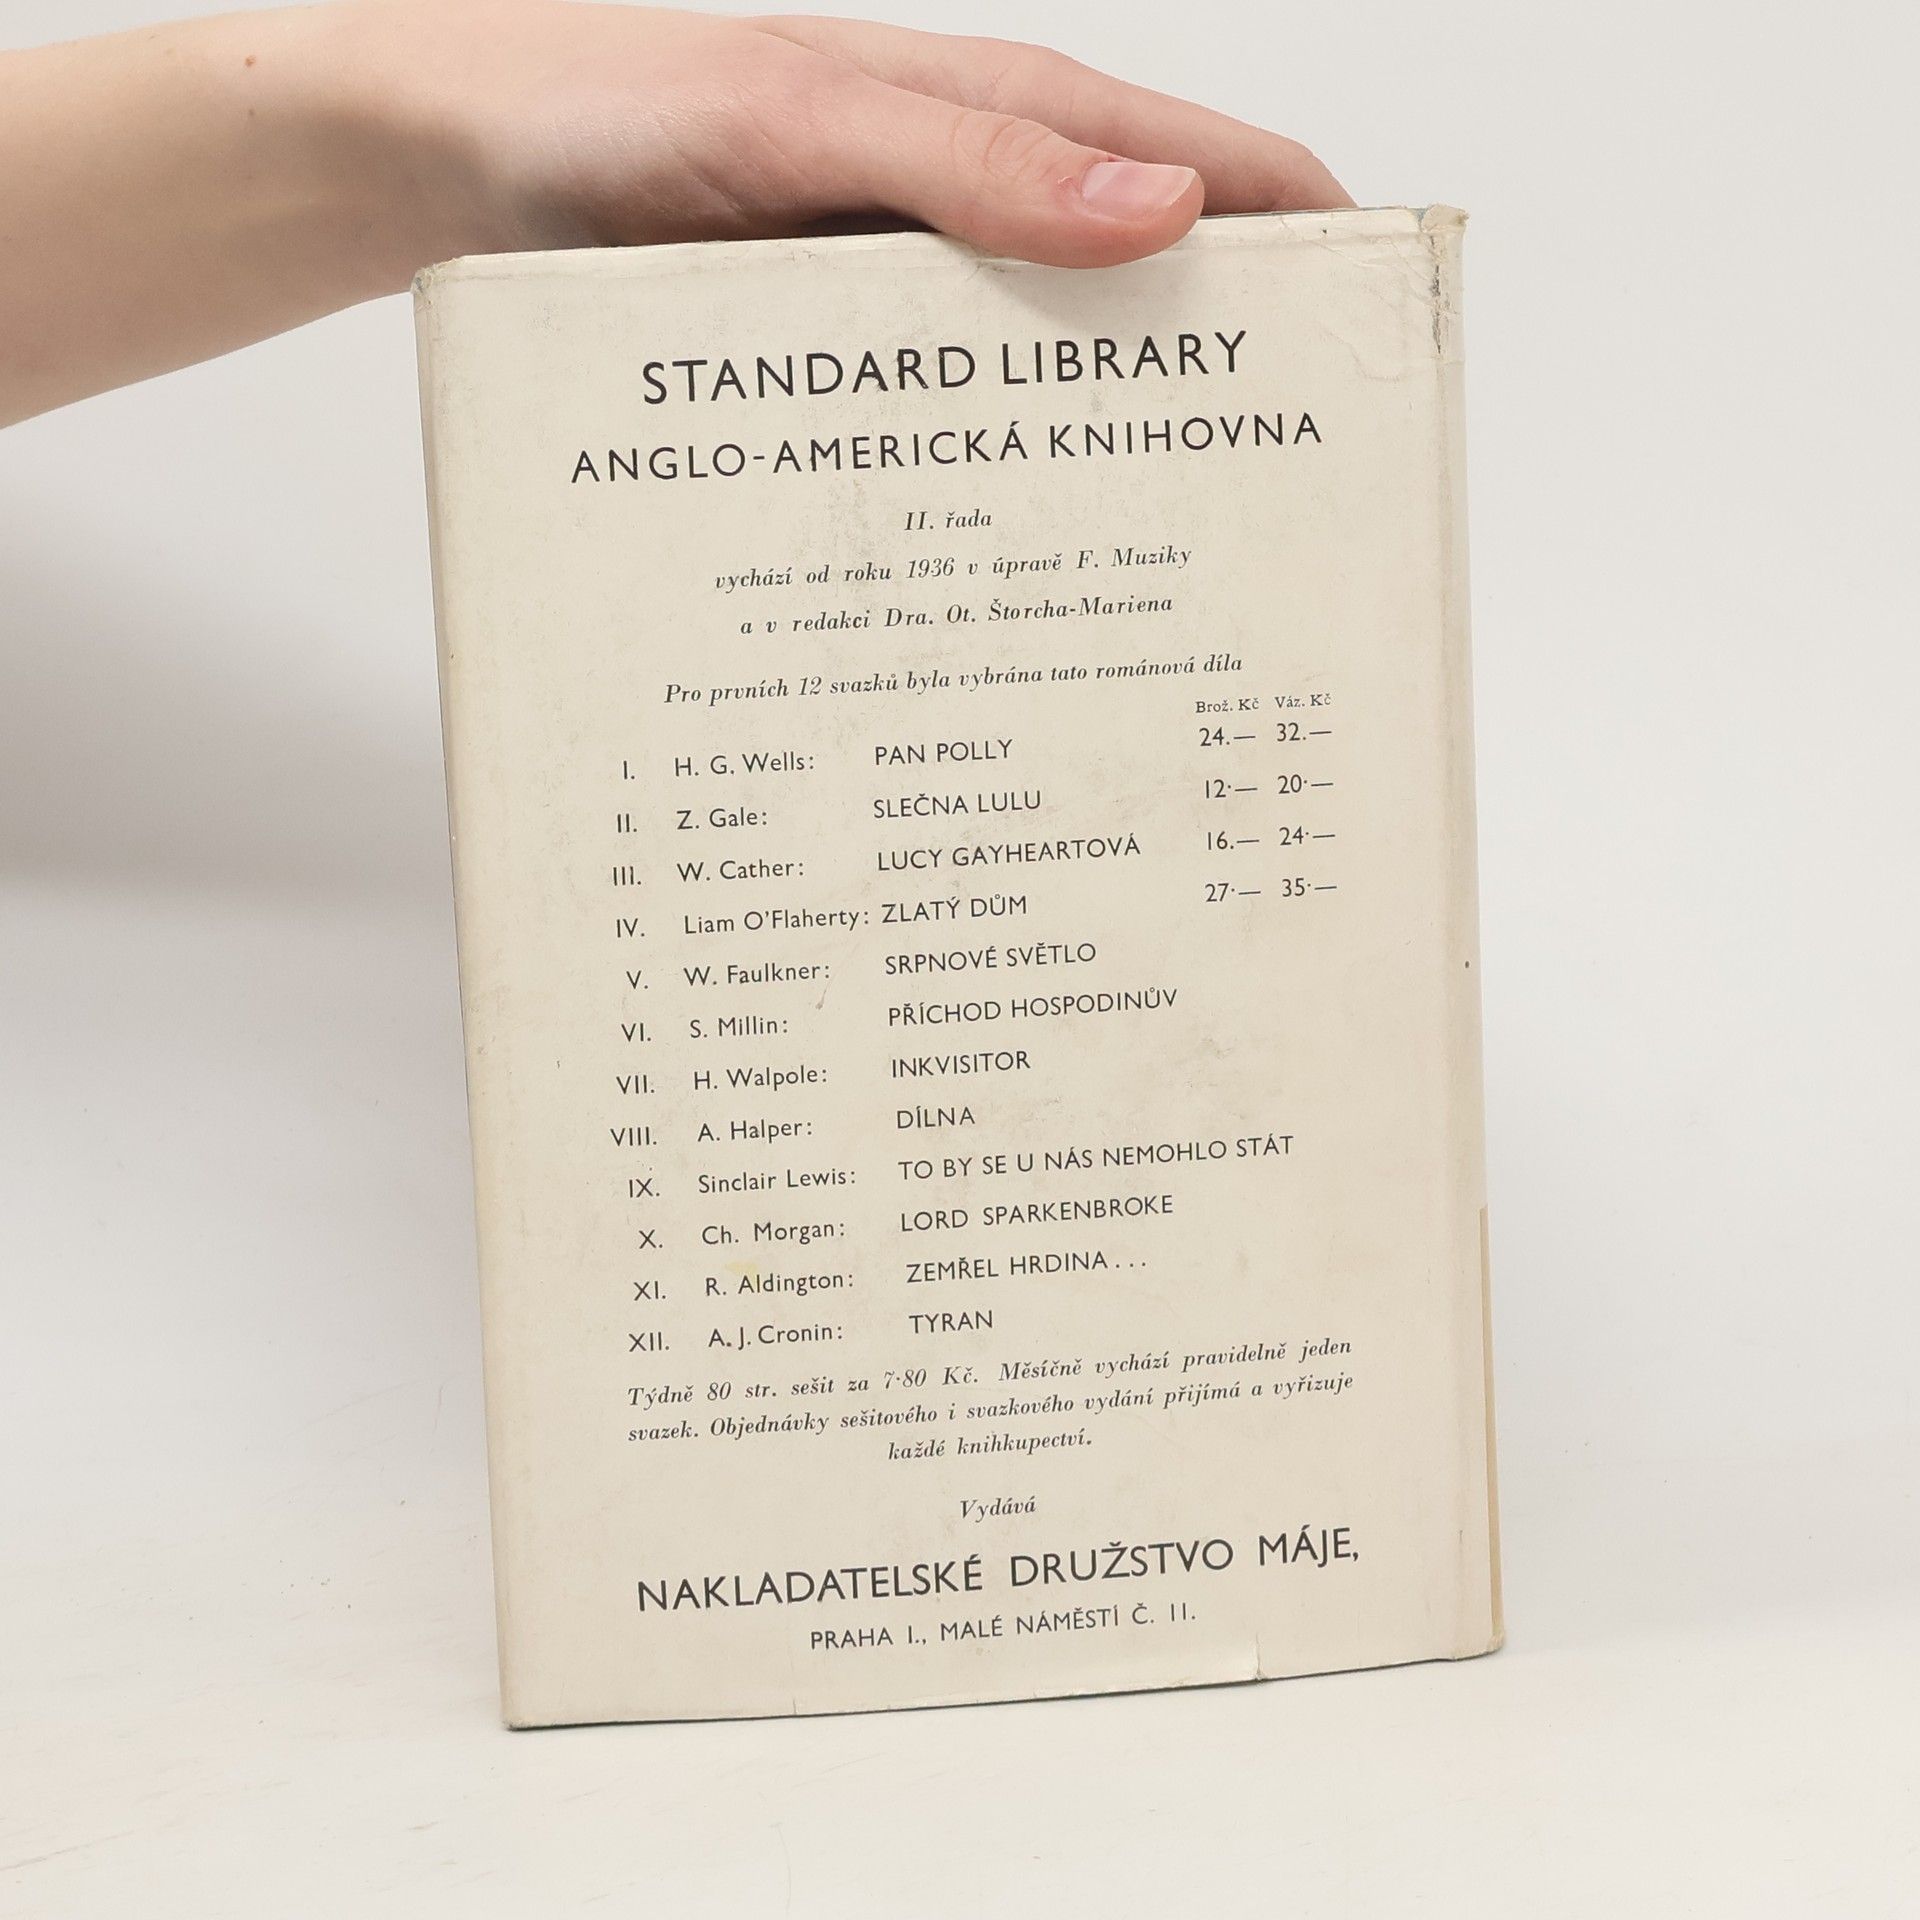 STANDARD LIBRARY
ANGLO-AMERICKÁ KNIHOVNA
II. řada
vychází od roku 1936 v úpravě F. Muziky
a v redakci Dra. Ot. Štorcha-Mariena
Pro prvních 12 svazků byla vybrána tato románová díla
Brož. Kč Váz. Kč
I. H. G. Wells: PAN POLLY 24.— 32.—
II. Z. Gale: SLEČNA LULU 12·— 20·—
III. W. Cather: LUCY GAYHEARTOVÁ 16.— 24·—
IV. Liam O'Flaherty: ZLATÝ DŮM 27·— 35·—
V. W. Faulkner: SRPNOVÉ SVĚTLO
VI. S. Millin: PŘÍCHOD HOSPODINŮV
VII. H. Walpole: INKVISITOR
VIII. A. Halper: DÍLNA
IX. Sinclair Lewis: TO BY SE U NÁS NEMOHLO STÁT
X. Ch. Morgan: LORD SPARKENBROKE
XI. R. Aldington: ZEMŘEL HRDINA...
XII. A. J. Cronin: TYRAN
Týdně 80 str. sešit za 7·80 Kč. Měsíčně vychází pravidelně jeden
svazek. Objednávky sešitového i svazkového vydání přijímá a vyřizuje
každé knihkupectví.
Vydává
NAKLADATELSKÉ DRUŽSTVO MÁJE,
PRAHA I., MALÉ NÁMĚSTÍ Č. 11.